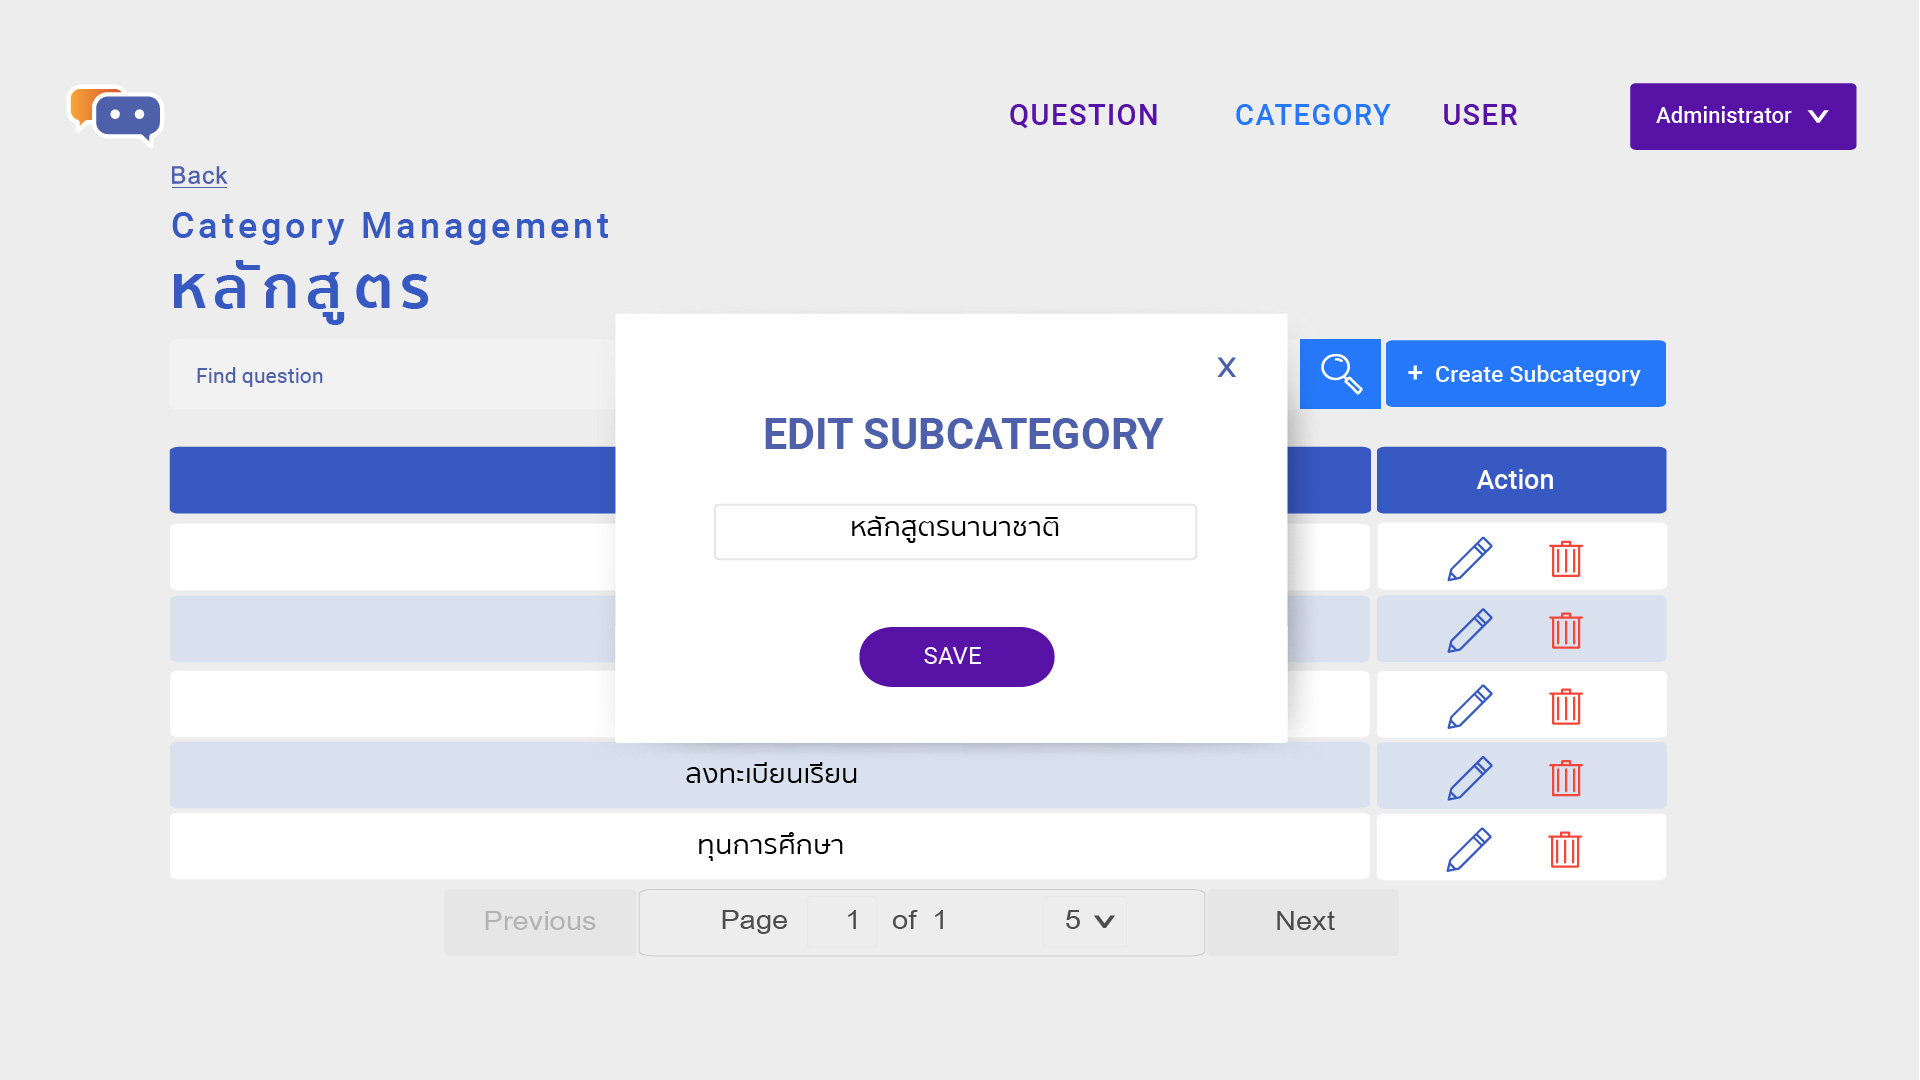 QUESTION CATEGORY USER Administrator
Back
Category Management
หลักสูตร
X
Find question
+ Create Subcategory
EDIT SUBCATEGORY
Action
หลักสูตรนานาชาติ
SAVE
ลงทะเบียนเรียน
ทุนการศึกษา
Previous Page 1 of 1 5 Next